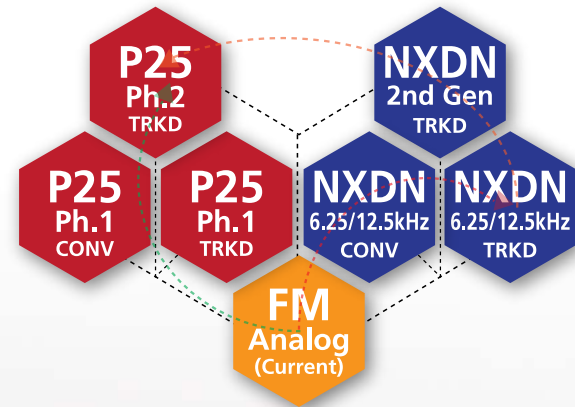 P25
Ph.2
TRKD
NXDN
2nd Gen
TRKD
P25
Ph.1
CONV
P25
Ph.1
TRKD
NXDN
6.25/12.5kHz
CONV
NXDN
6.25/12.5kHz
TRKD
FM
Analog
(Current)